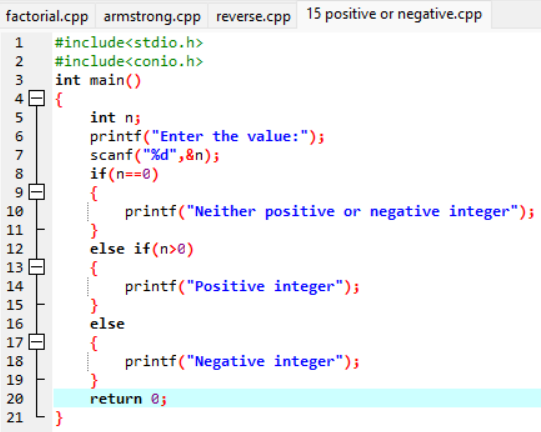 factorial.cpp armstrong.cpp reverse.cpp 15 positive or negative.cpp
1 #include<stdio.h>
2 #include<conio.h>
3 int main()
4 {
5 int n;
6 printf("Enter the value:");
7 scanf("%d",&n);
8 if(n==0)
9 {
10 printf("Neither positive or negative integer");
11 }
12 else if(n>0)
13 {
14 printf("Positive integer");
15 }
16 else
17 {
18 printf("Negative integer");
19 }
20 return 0;
21 }